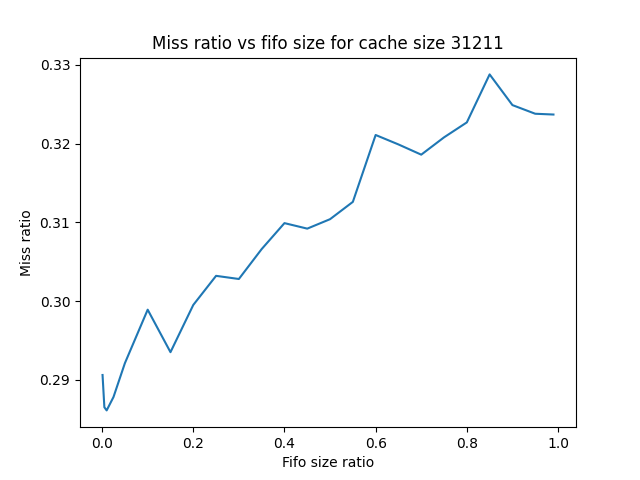 Miss ratio vs fifo size for cache size 31211
0.33
0.32
0.31
0.30
0.29
Miss ratio
0.0 0.2 0.4 0.6 0.8 1.0
Fifo size ratio